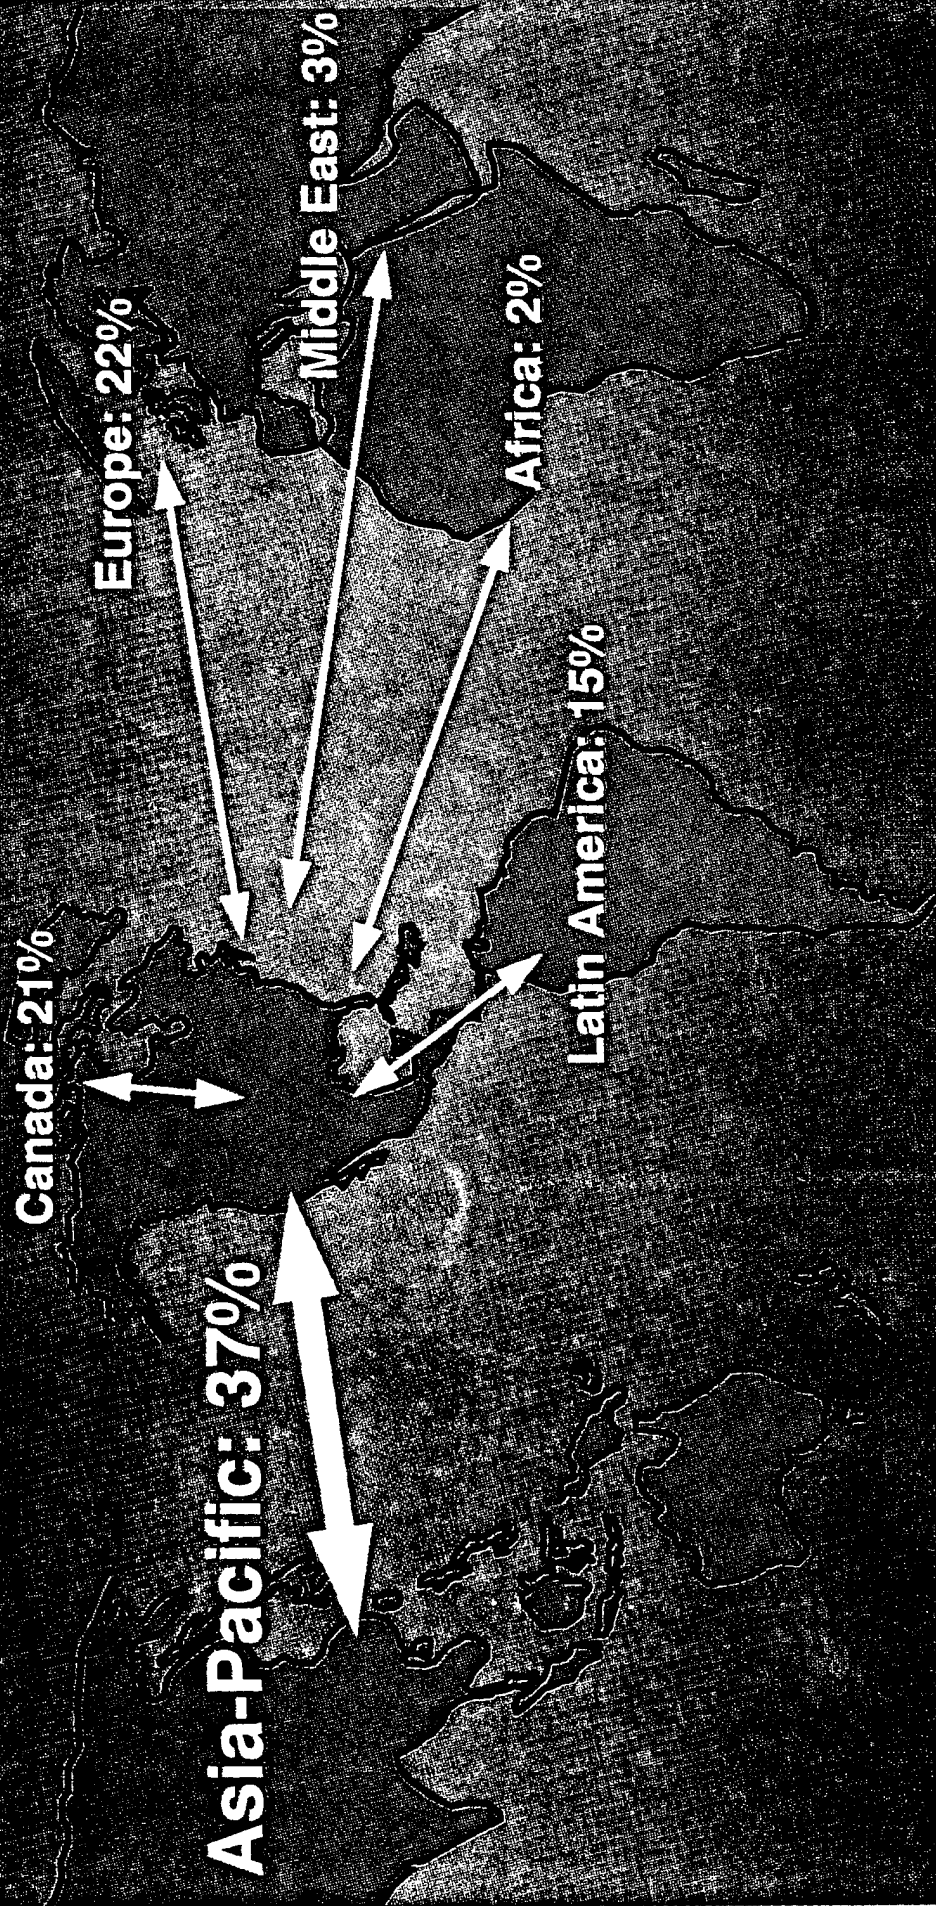 Canada: 21%
Europe: 22%
Asia-Pacific: 37%
Middle East: 3%
Africa: 2%
Latin America: 15%